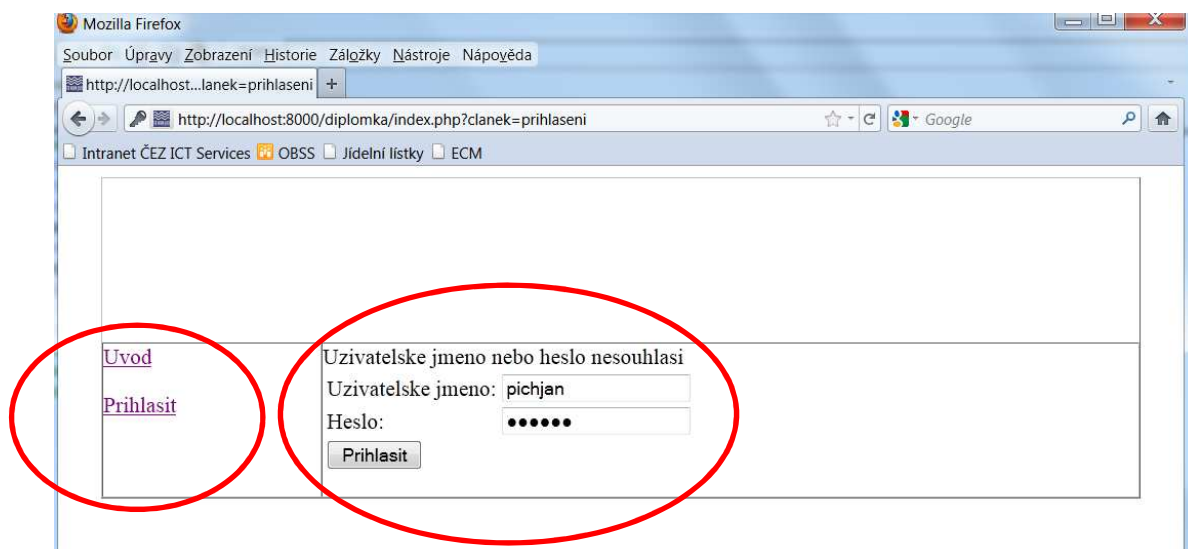 Mozilla Firefox
Soubor Úpravy Zobrazení Historie Záložky Nástroje Nápověda
http://localhost...lanek=prihlaseni +
http://localhost:8000/diplomka/index.php?clanek=prihlaseni Google
Intranet ČEZ ICT Services OBSS Jídelní lístky ECM
Uvod
Prihlasit
Uzivatelske jmeno nebo heslo nesouhlasi
Uzivatelske jmeno: pichjan
Heslo: ●●●●●●
Prihlasit